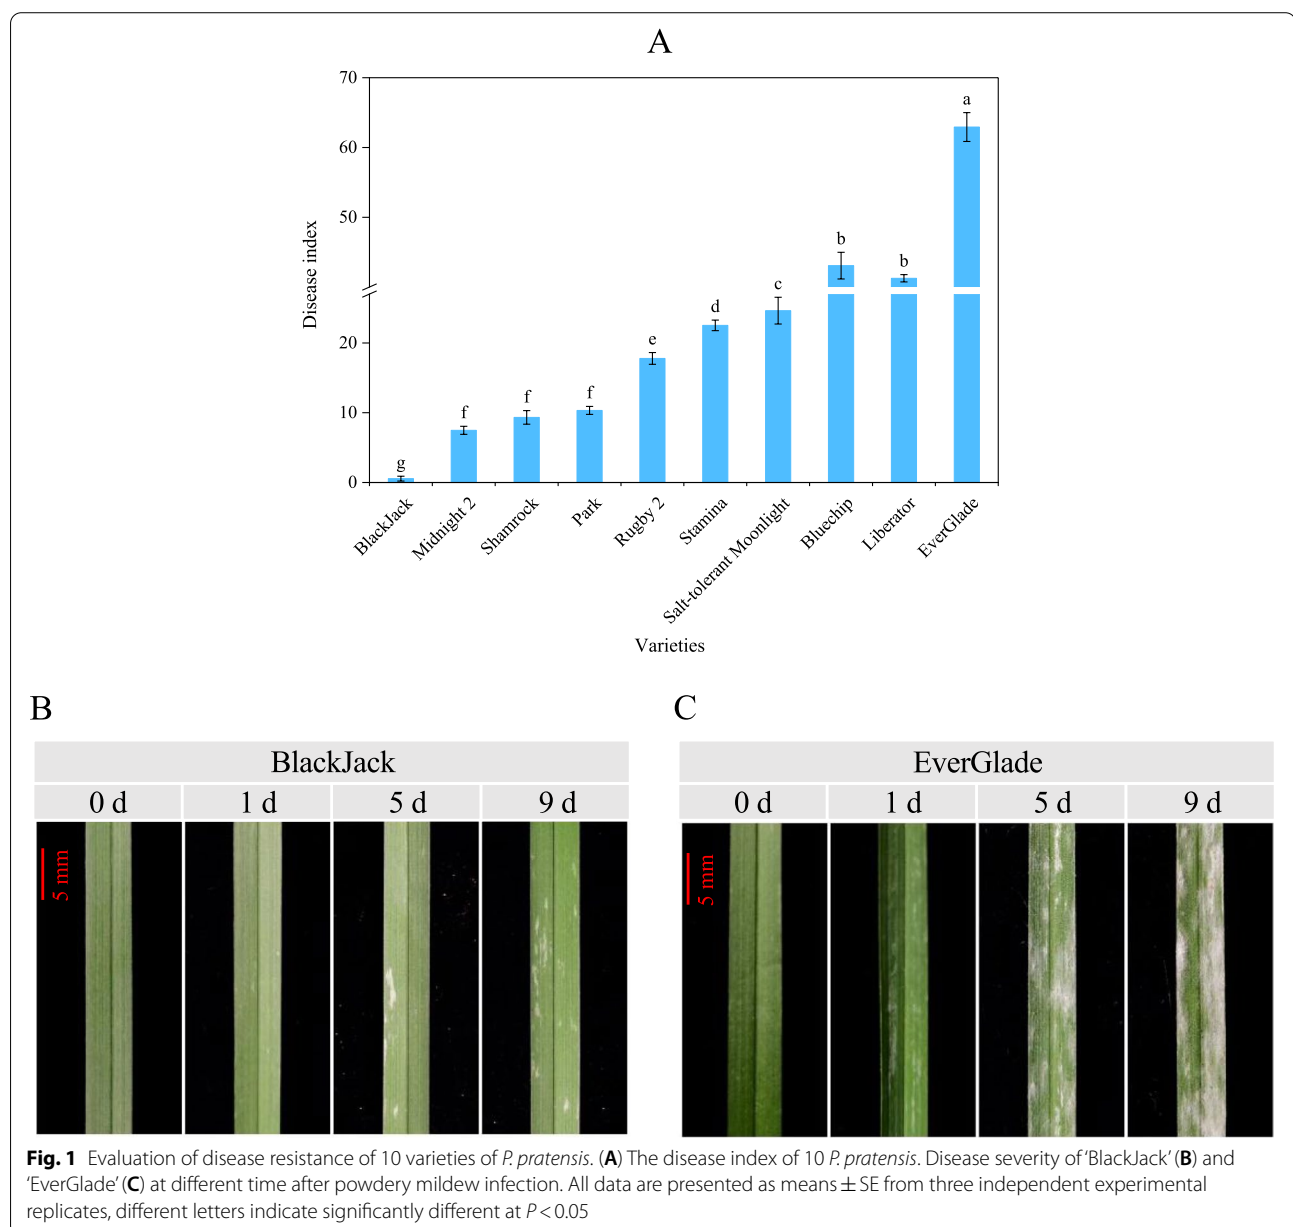 A
70
60
50
20
10
0
Disease index
a
b
b
c
d
e
f
f
f
g
BlackJack
Midnight 2
Shamrock
Park
Rugby 2
Stamina
Salt-tolerant Moonlight
Bluechip
Liberator
EverGlade
Varieties
B
BlackJack
0 d 1 d 5 d 9 d
5 mm
C
EverGlade
0 d 1 d 5 d 9 d
5 mm
Fig. 1 Evaluation of disease resistance of 10 varieties of P. pratensis. (A) The disease index of 10 P. pratensis. Disease severity of 'BlackJack' (B) and
'EverGlade' (C) at different time after powdery mildew infection. All data are presented as means ± SE from three independent experimental
replicates, different letters indicate significantly different at P < 0.05